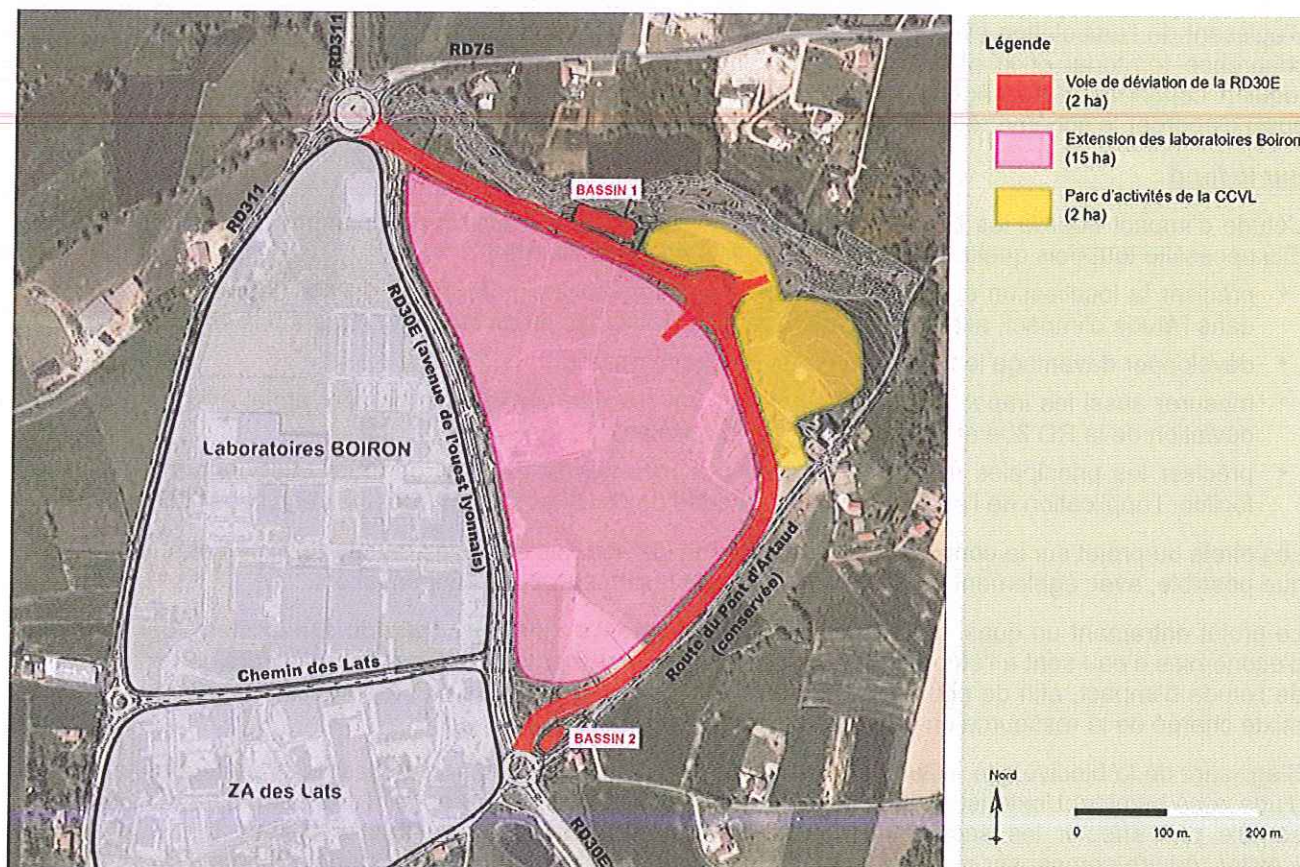 RD311
RD75
RD311
BASSIN 1
RD30E (avenue de l'ouest lyonnais)
Laboratoires BOIRON
Route du Pont d'Artaud
(conservée)
Chemin des Lats
BASSIN 2
ZA des Lats
RD30E
Légende
Voie de déviation de la RD30E
(2 ha)
Extension des laboratoires Boiron
(15 ha)
Parc d'activités de la CCVL
(2 ha)
Nord
0 100 m. 200 m.